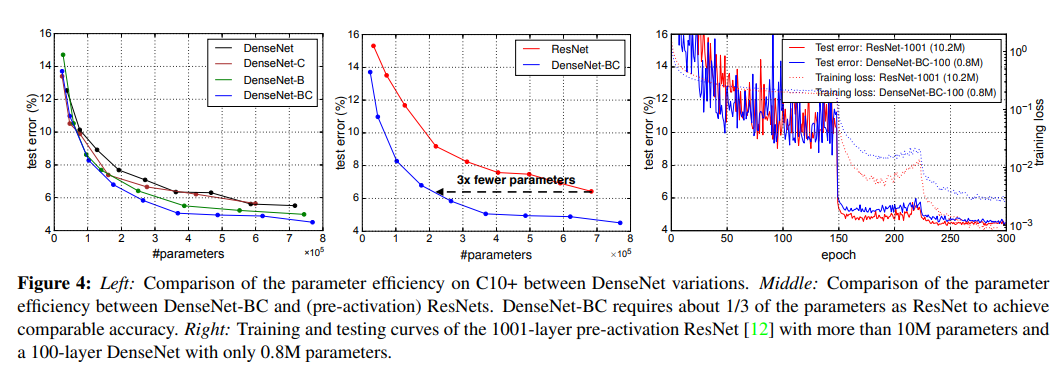 16
14
12
10
8
6
4
test error (%)
0 1 2 3 4 5 6 7 8
#parameters
×10⁵
DenseNet
DenseNet-C
DenseNet-B
DenseNet-BC
16
14
12
10
8
6
4
test error (%)
0 1 2 3 4 5 6 7 8
#parameters
×10⁵
ResNet
DenseNet-BC
3x fewer parameters
16
14
12
10
8
6
4
test error (%)
0 50 100 150 200 250 300
epoch
Test error: ResNet-1001 (10.2M)
Test error: DenseNet-BC-100 (0.8M)
Training loss: ResNet-1001 (10.2M)
Training loss: DenseNet-BC-100 (0.8M)
10⁰
10⁻¹
10⁻²
10⁻³
training loss
Figure 4: Left: Comparison of the parameter efficiency on C10+ between DenseNet variations. Middle: Comparison of the parameter
efficiency between DenseNet-BC and (pre-activation) ResNets. DenseNet-BC requires about 1/3 of the parameters as ResNet to achieve
comparable accuracy. Right: Training and testing curves of the 1001-layer pre-activation ResNet [12] with more than 10M parameters and
a 100-layer DenseNet with only 0.8M parameters.